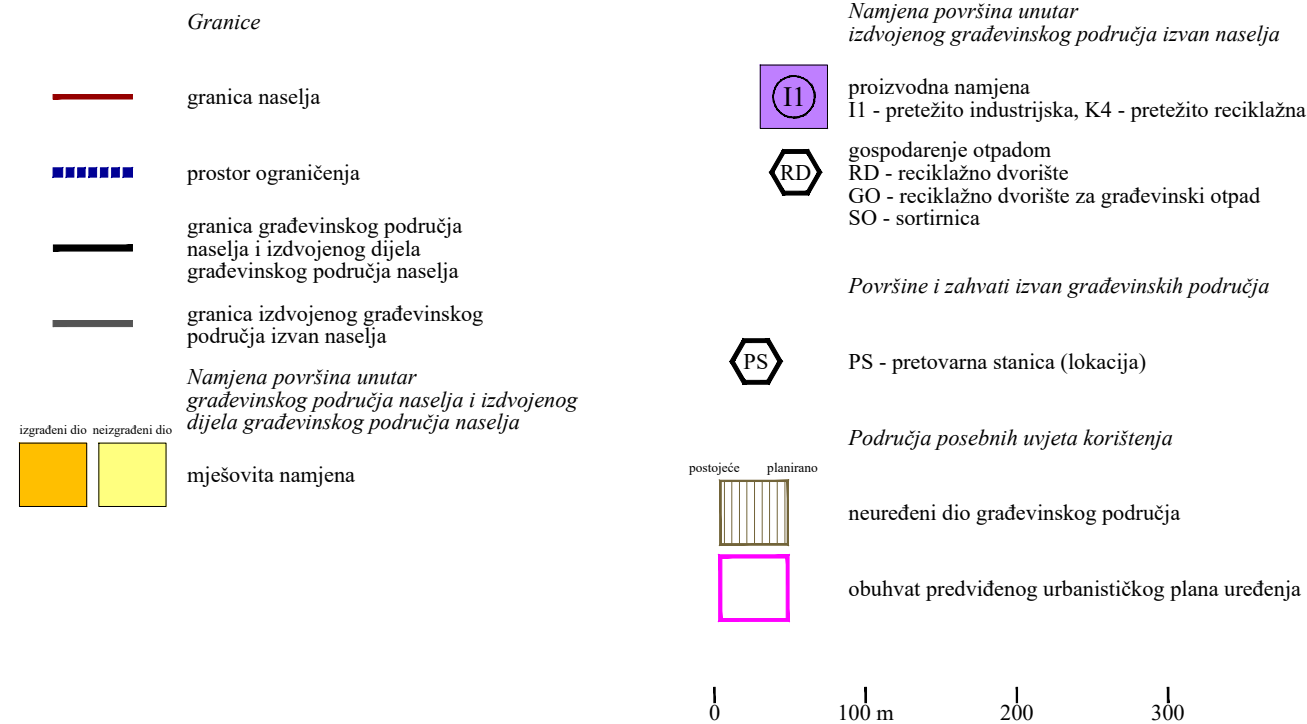 Granice
granica naselja
prostor ograničenja
granica građevinskog područja
naselja i izdvojenog dijela
građevinskog područja naselja
granica izdvojenog građevinskog
područja izvan naselja
Namjena površina unutar
građevinskog područja naselja i izdvojenog
dijela građevinskog područja naselja
izgrađeni dio neizgrađeni dio
mješovita namjena
Namjena površina unutar
izdvojenog građevinskog područja izvan naselja
I1
proizvodna namjena
I1 - pretežito industrijska, K4 - pretežito reciklažna
gospodarenje otpadom
RD
RD - reciklažno dvorište
GO - reciklažno dvorište za građevinski otpad
SO - sortirnica
Površine i zahvati izvan građevinskih područja
PS
PS - pretovarna stanica (lokacija)
Područja posebnih uvjeta korištenja
postojeće planirano
neuređeni dio građevinskog područja
obuhvat predviđenog urbanističkog plana uređenja
0 100 m 200 300